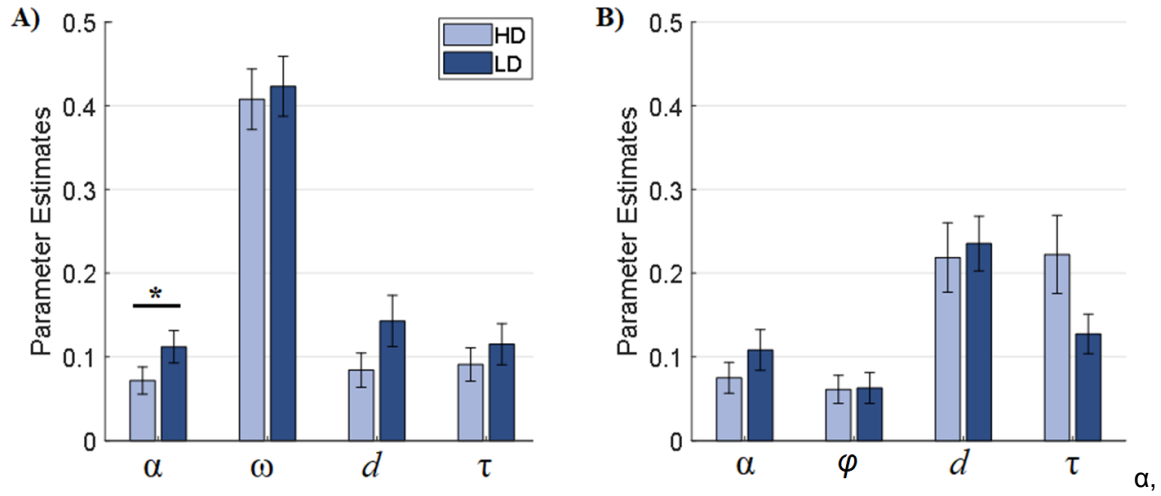 A)
HD
LD
Parameter Estimates
0.5
0.4
0.3
0.2
0.1
0
*
α ω d τ
B)
Parameter Estimates
0.5
0.4
0.3
0.2
0.1
0
α φ d τ
α,